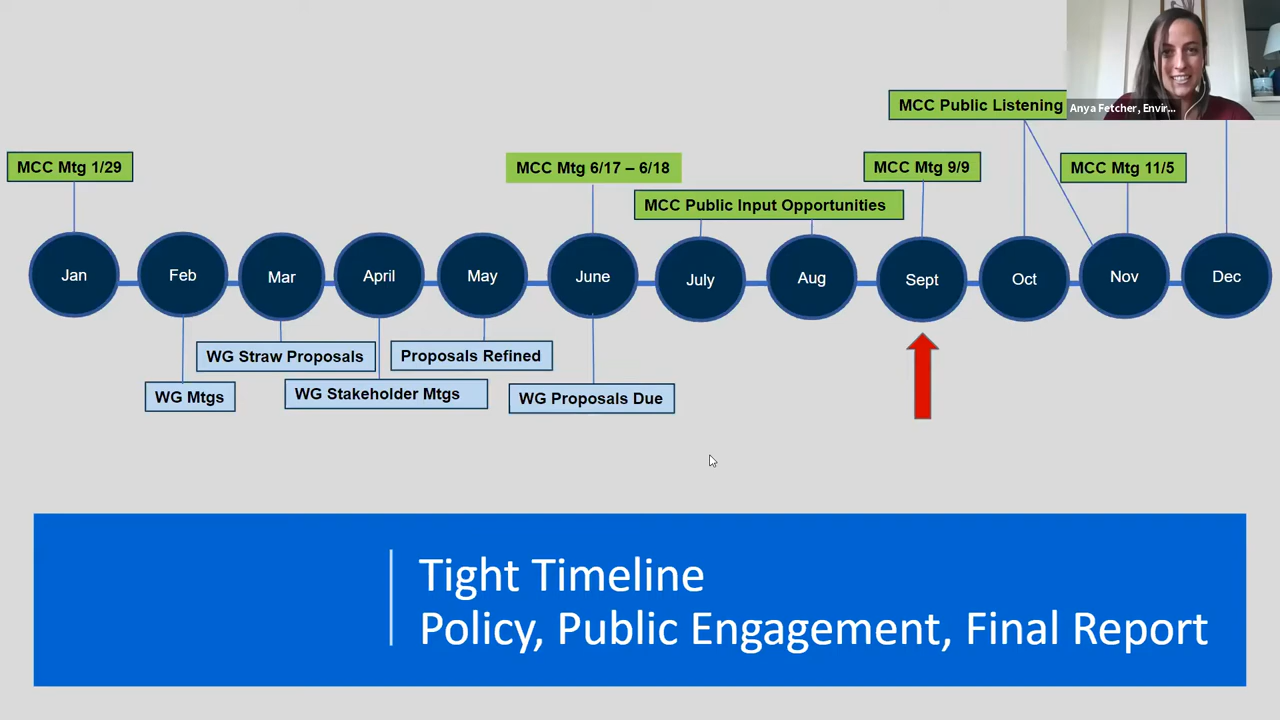 Anya Fetcher, Envir...
MCC Public Listening
MCC Mtg 1/29
MCC Mtg 6/17 – 6/18
MCC Mtg 9/9
MCC Mtg 11/5
MCC Public Input Opportunities
Jan
Feb
Mar
April
May
June
July
Aug
Sept
Oct
Nov
Dec
WG Straw Proposals
Proposals Refined
WG Mtgs
WG Stakeholder Mtgs
WG Proposals Due
Tight Timeline
Policy, Public Engagement, Final Report